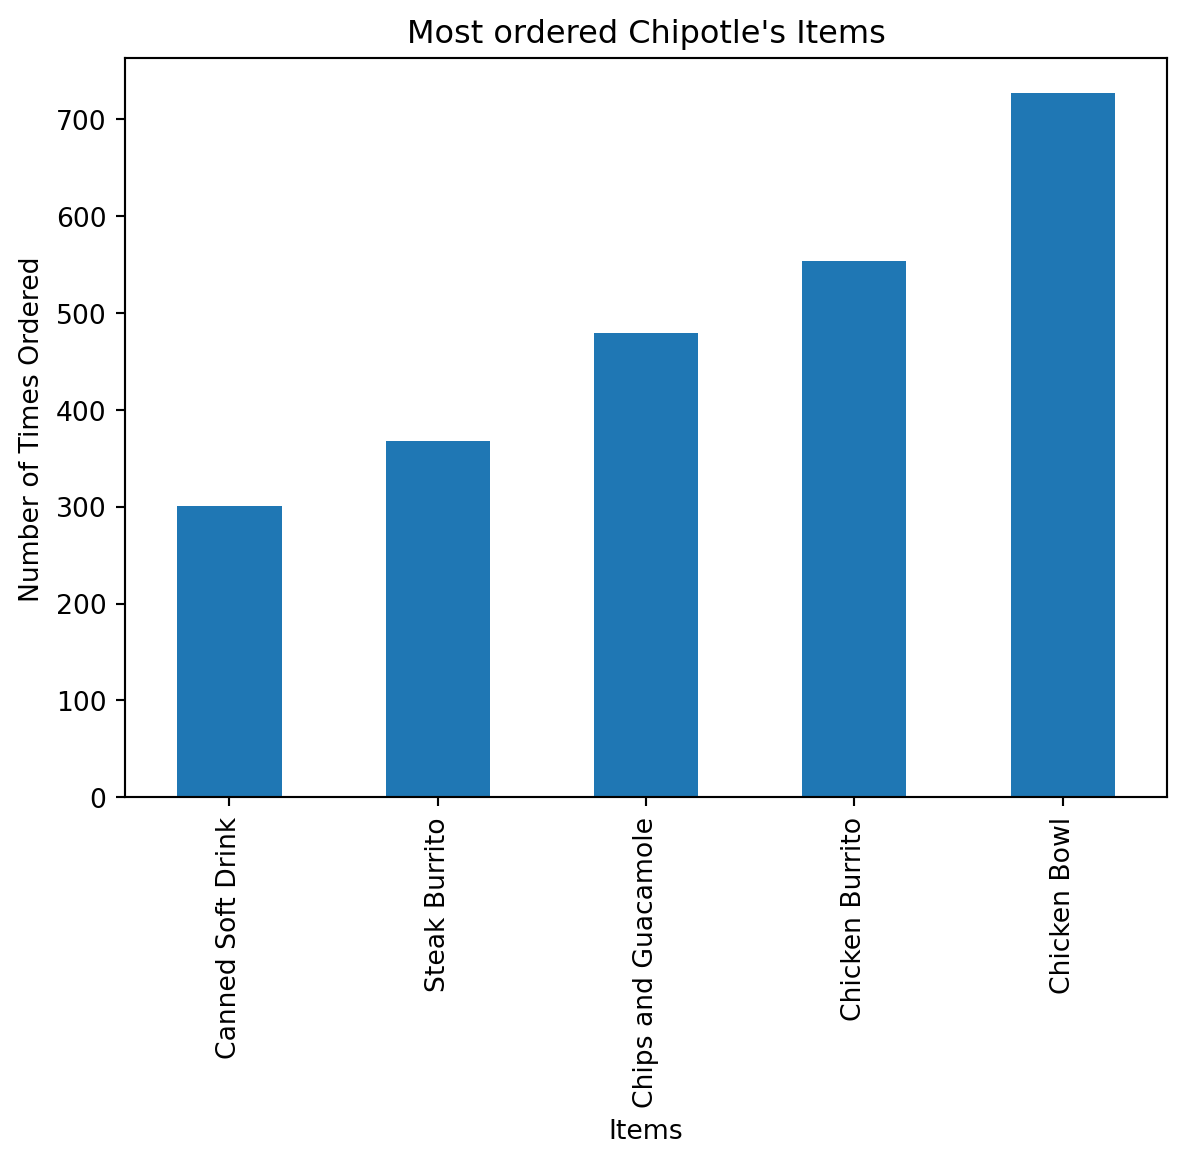 Most ordered Chipotle's Items
Number of Times Ordered
700
600
500
400
300
200
100
0
Canned Soft Drink
Steak Burrito
Chips and Guacamole
Chicken Burrito
Chicken Bowl
Items